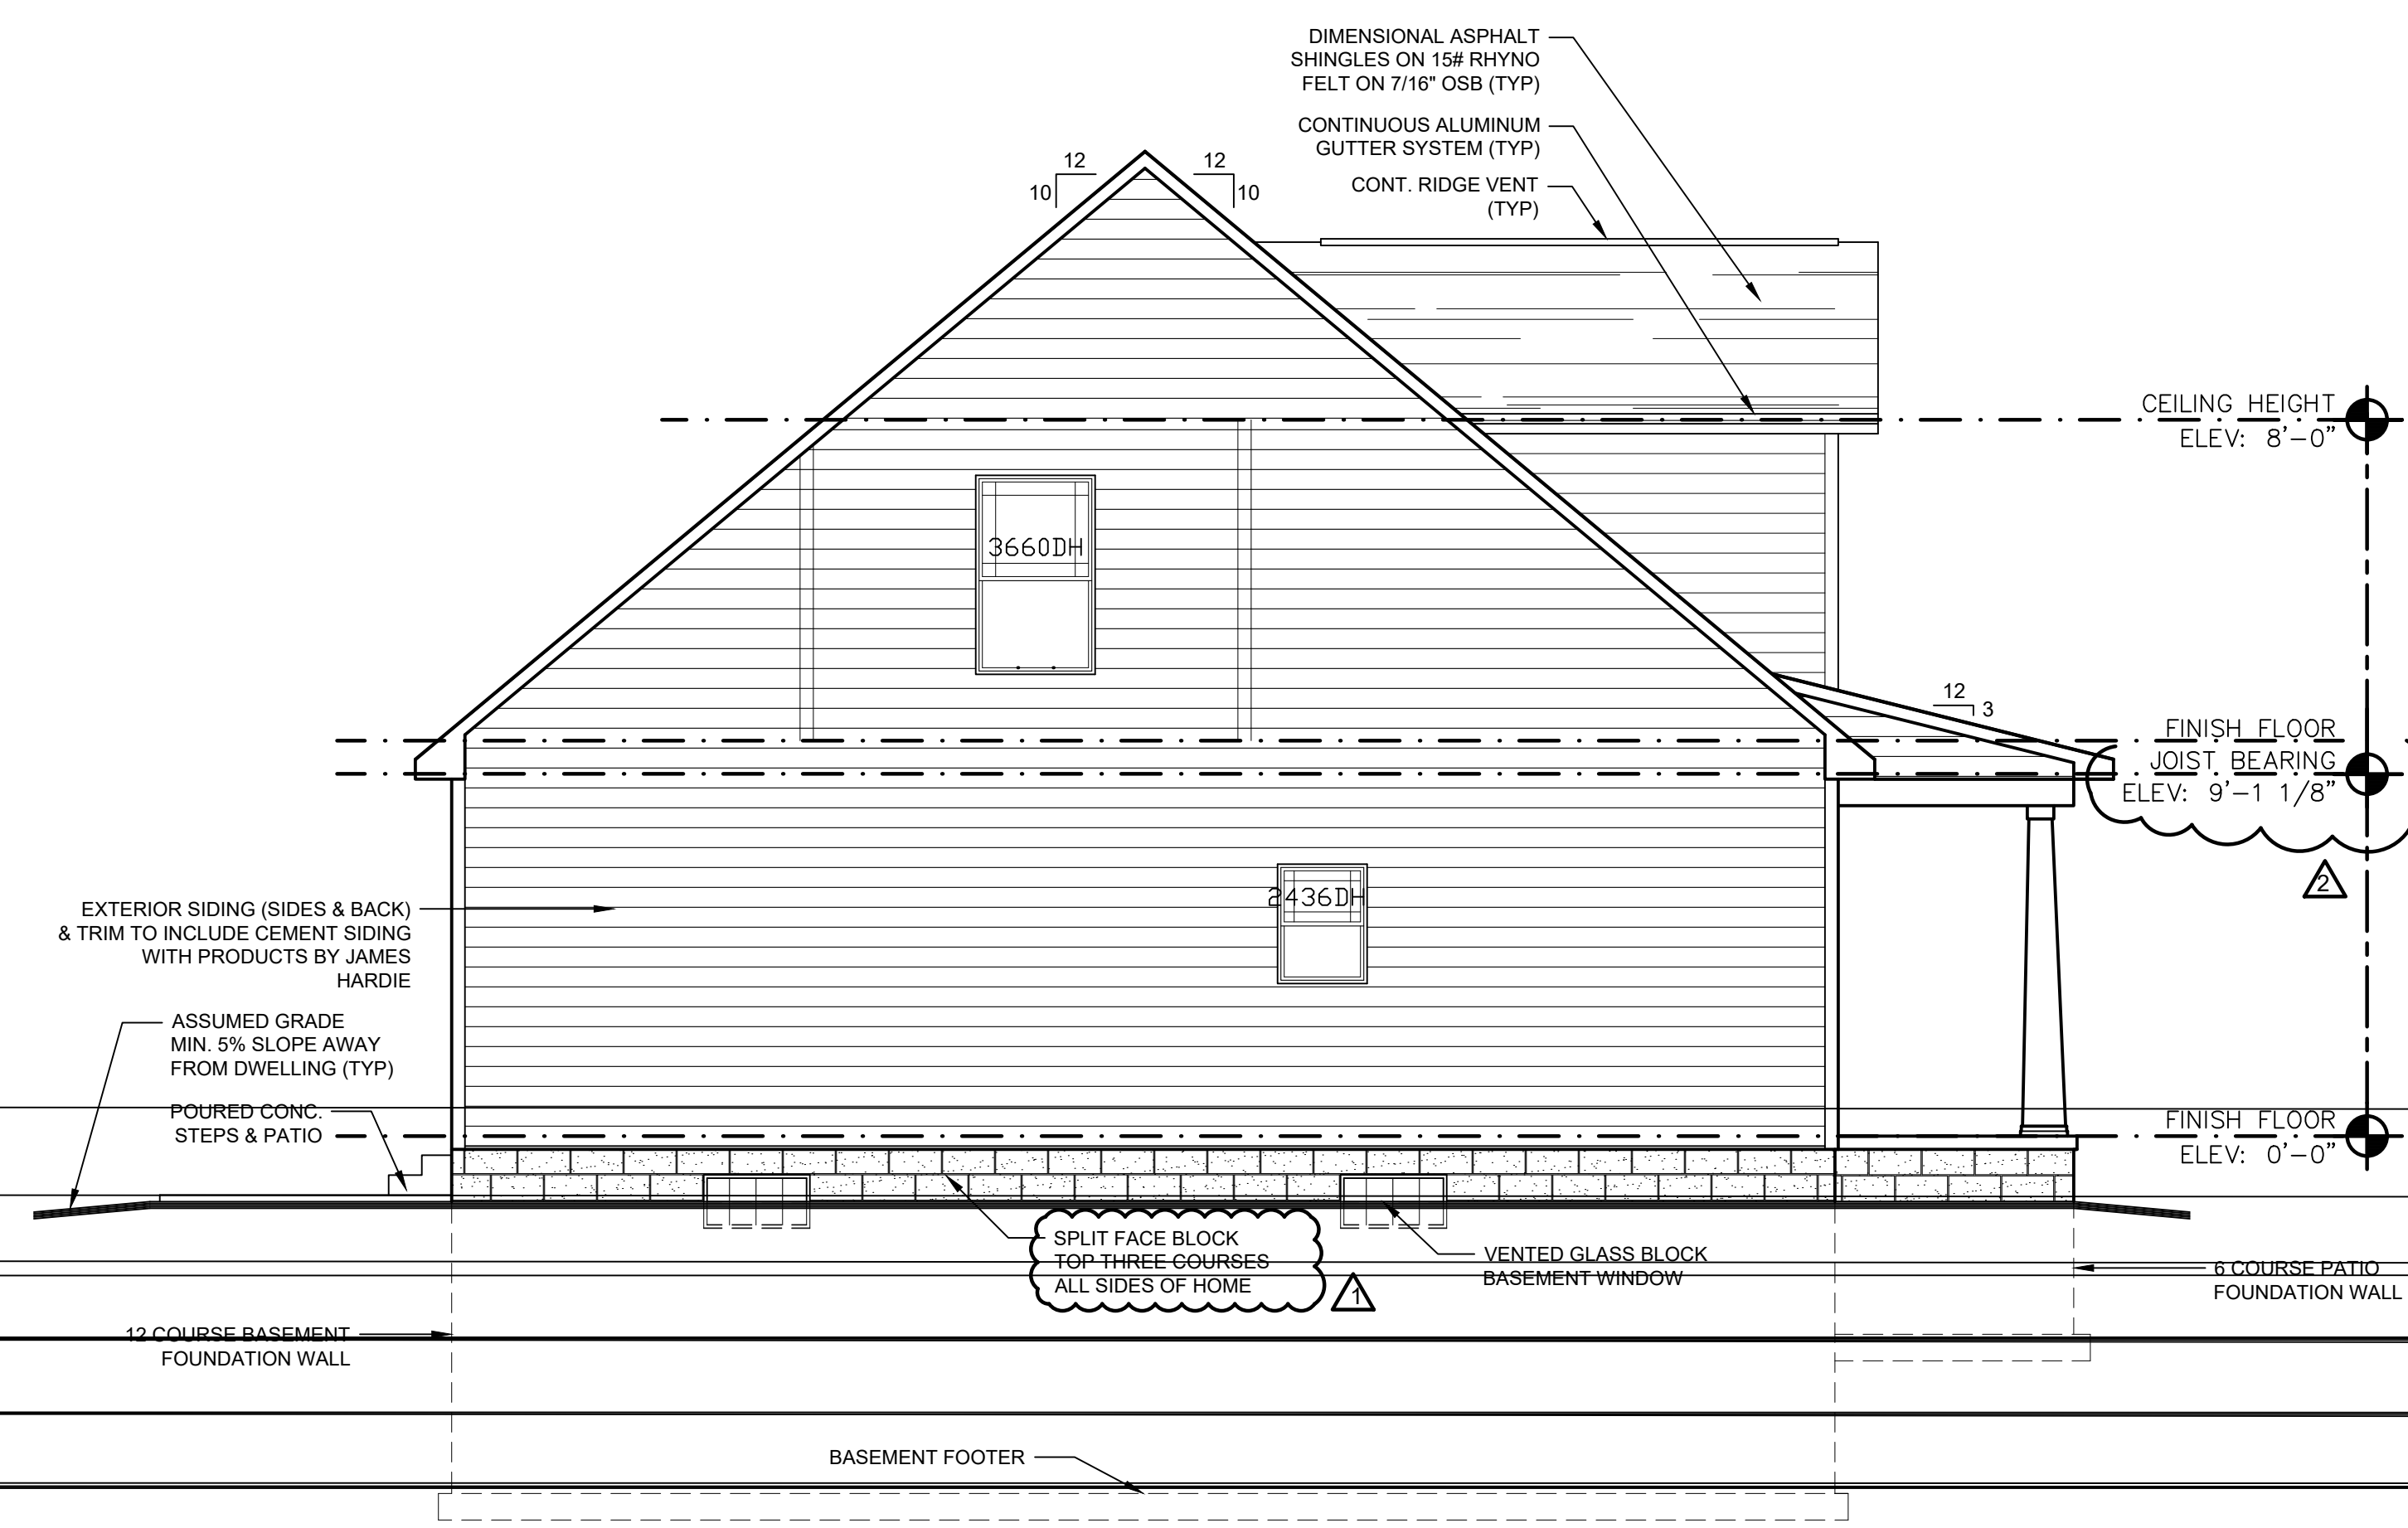 DIMENSIONAL ASPHALT
SHINGLES ON 15# RHYNO
FELT ON 7/16" OSB (TYP)
CONTINUOUS ALUMINUM
GUTTER SYSTEM (TYP)
CONT. RIDGE VENT
(TYP)
12
10
12
10
CEILING HEIGHT
ELEV: 8'-0"
3660DH
12
3
FINISH FLOOR
JOIST BEARING
ELEV: 9'-1 1/8"
2
2436DH
EXTERIOR SIDING (SIDES & BACK)
& TRIM TO INCLUDE CEMENT SIDING
WITH PRODUCTS BY JAMES
HARDIE
ASSUMED GRADE
MIN. 5% SLOPE AWAY
FROM DWELLING (TYP)
POURED CONC.
STEPS & PATIO
FINISH FLOOR
ELEV: 0'-0"
SPLIT FACE BLOCK
TOP THREE COURSES
ALL SIDES OF HOME
1
VENTED GLASS BLOCK
BASEMENT WINDOW
6 COURSE PATIO
FOUNDATION WALL
12 COURSE BASEMENT
FOUNDATION WALL
BASEMENT FOOTER